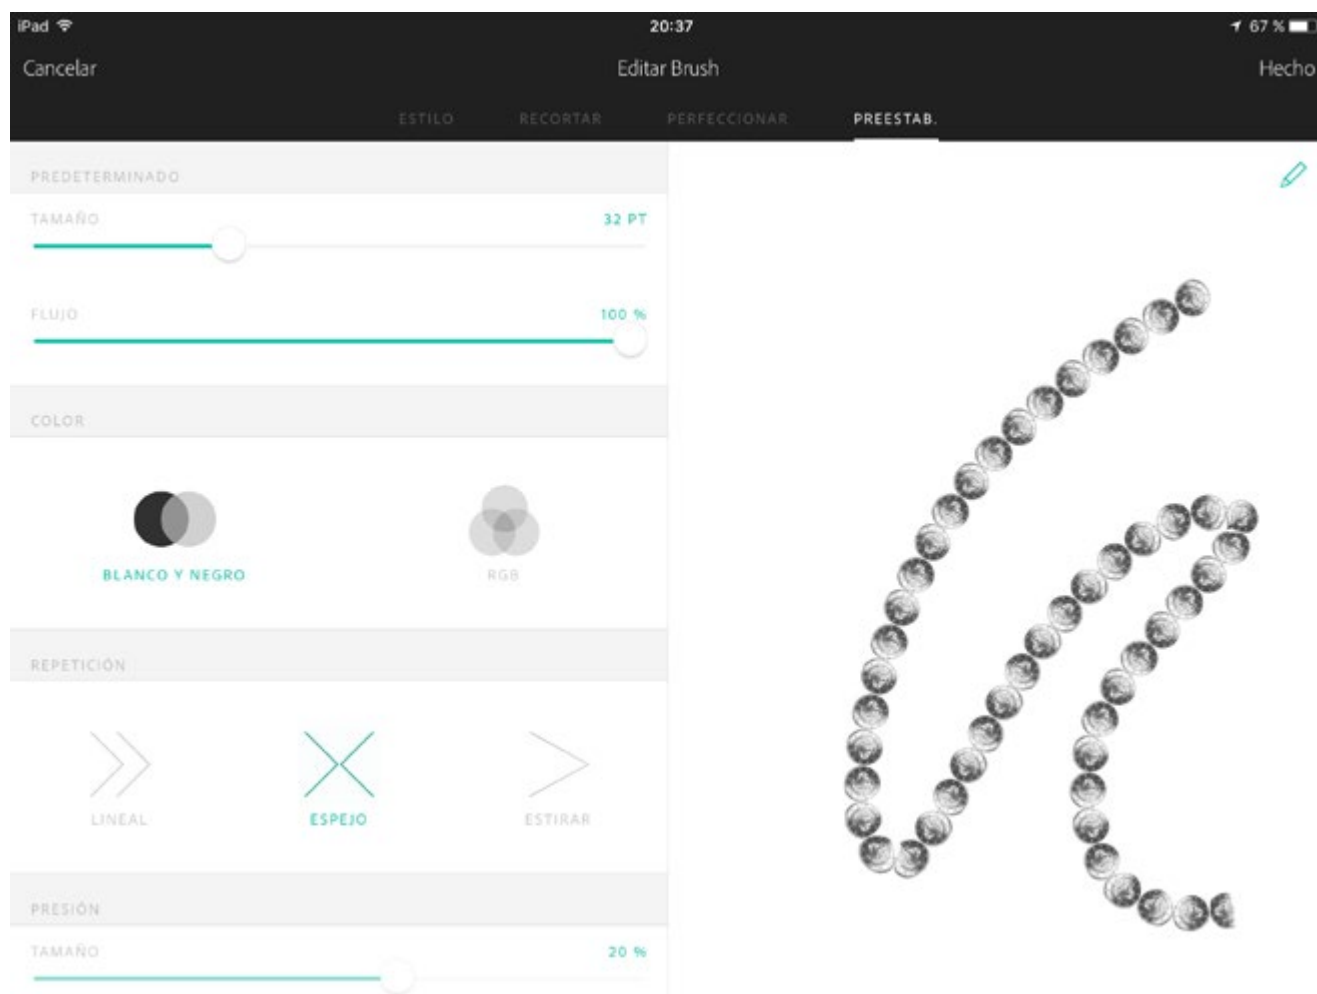 iPad 20:37 67 %
Cancelar Editar Brush Hecho
ESTILO RECORTAR PERFECCIONAR PREESTAB.
PREDETERMINADO
TAMAÑO 32 PT
FLUJO 100 %
COLOR
BLANCO Y NEGRO RGB
REPETICIÓN
LINEAL ESPEJO ESTIRAR
PRESIÓN
TAMAÑO 20 %